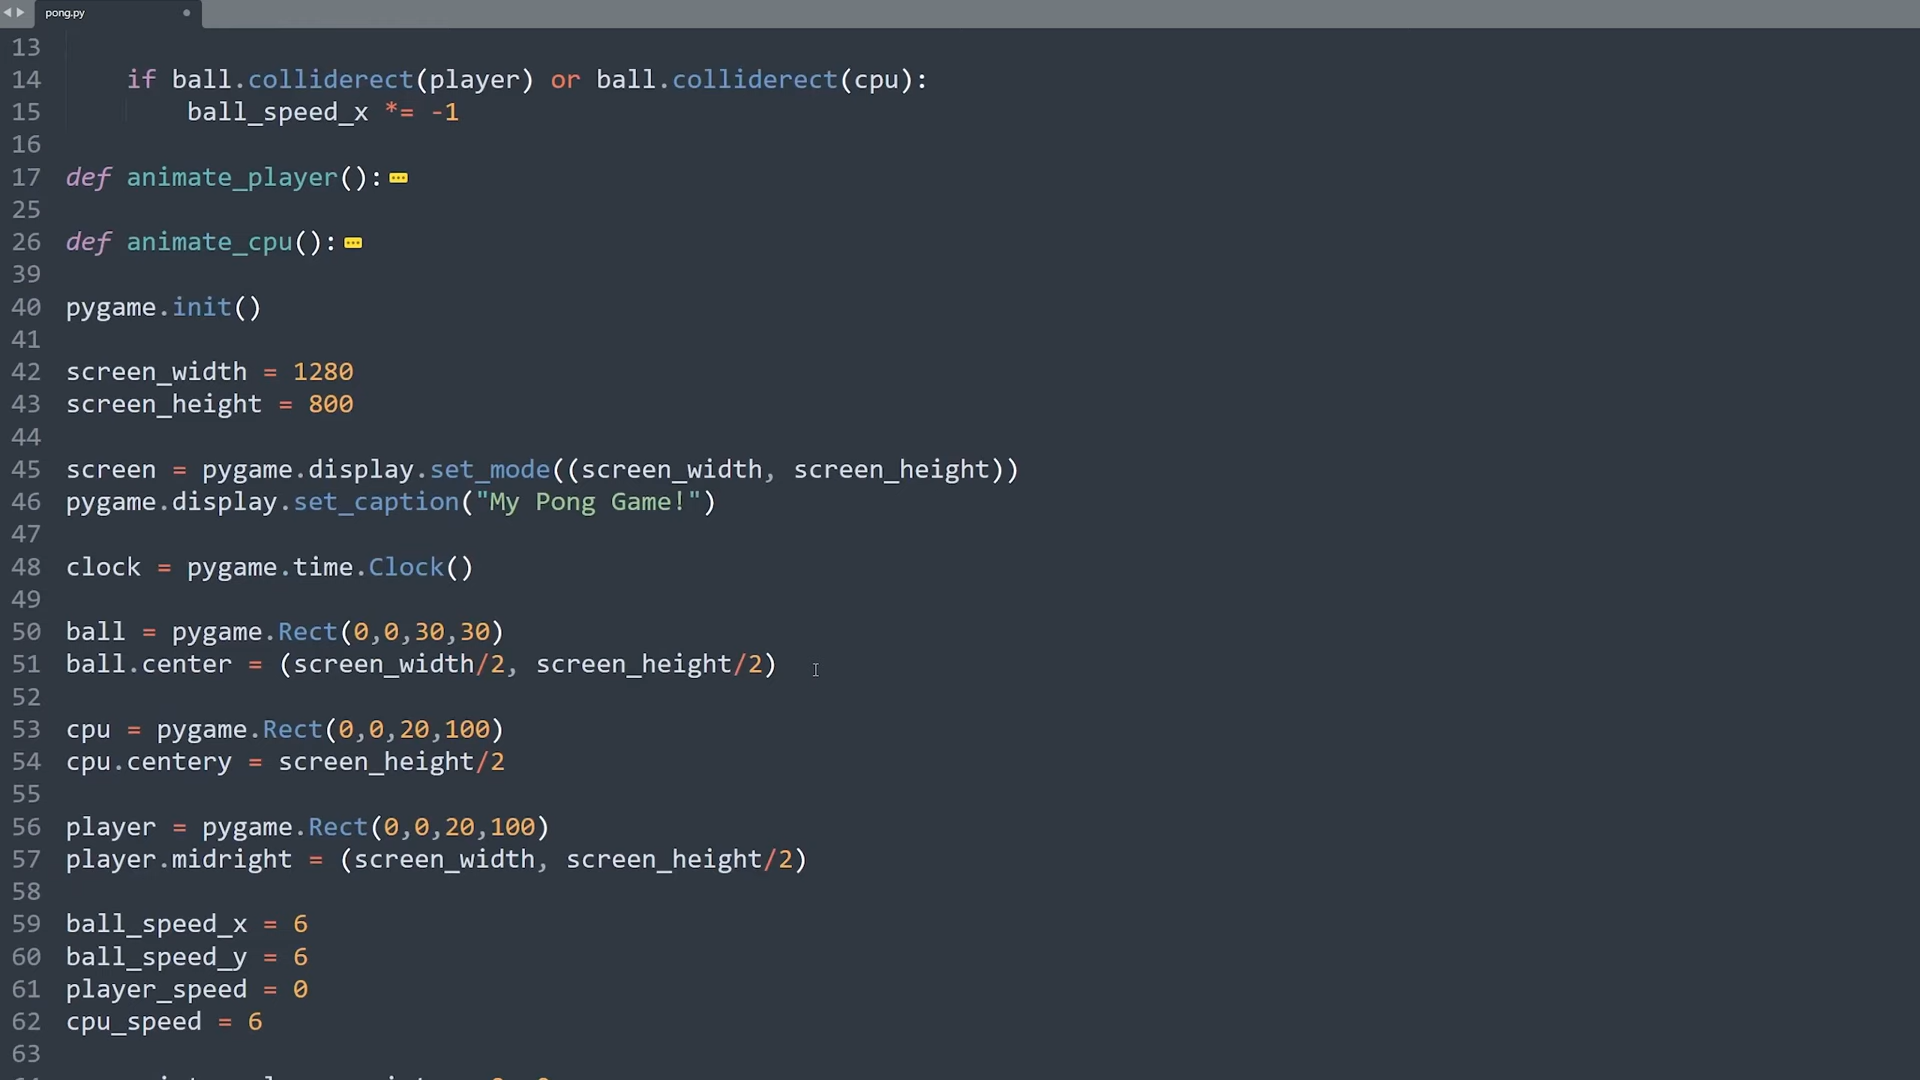 pong.py
13
14 if ball.colliderect(player) or ball.colliderect(cpu):
15 ball_speed_x *= -1
16
17 def animate_player():
25
26 def animate_cpu():
39
40 pygame.init()
41
42 screen_width = 1280
43 screen_height = 800
44
45 screen = pygame.display.set_mode((screen_width, screen_height))
46 pygame.display.set_caption("My Pong Game!")
47
48 clock = pygame.time.Clock()
49
50 ball = pygame.Rect(0,0,30,30)
51 ball.center = (screen_width/2, screen_height/2)
52
53 cpu = pygame.Rect(0,0,20,100)
54 cpu.centery = screen_height/2
55
56 player = pygame.Rect(0,0,20,100)
57 player.midright = (screen_width, screen_height/2)
58
59 ball_speed_x = 6
60 ball_speed_y = 6
61 player_speed = 0
62 cpu_speed = 6
63